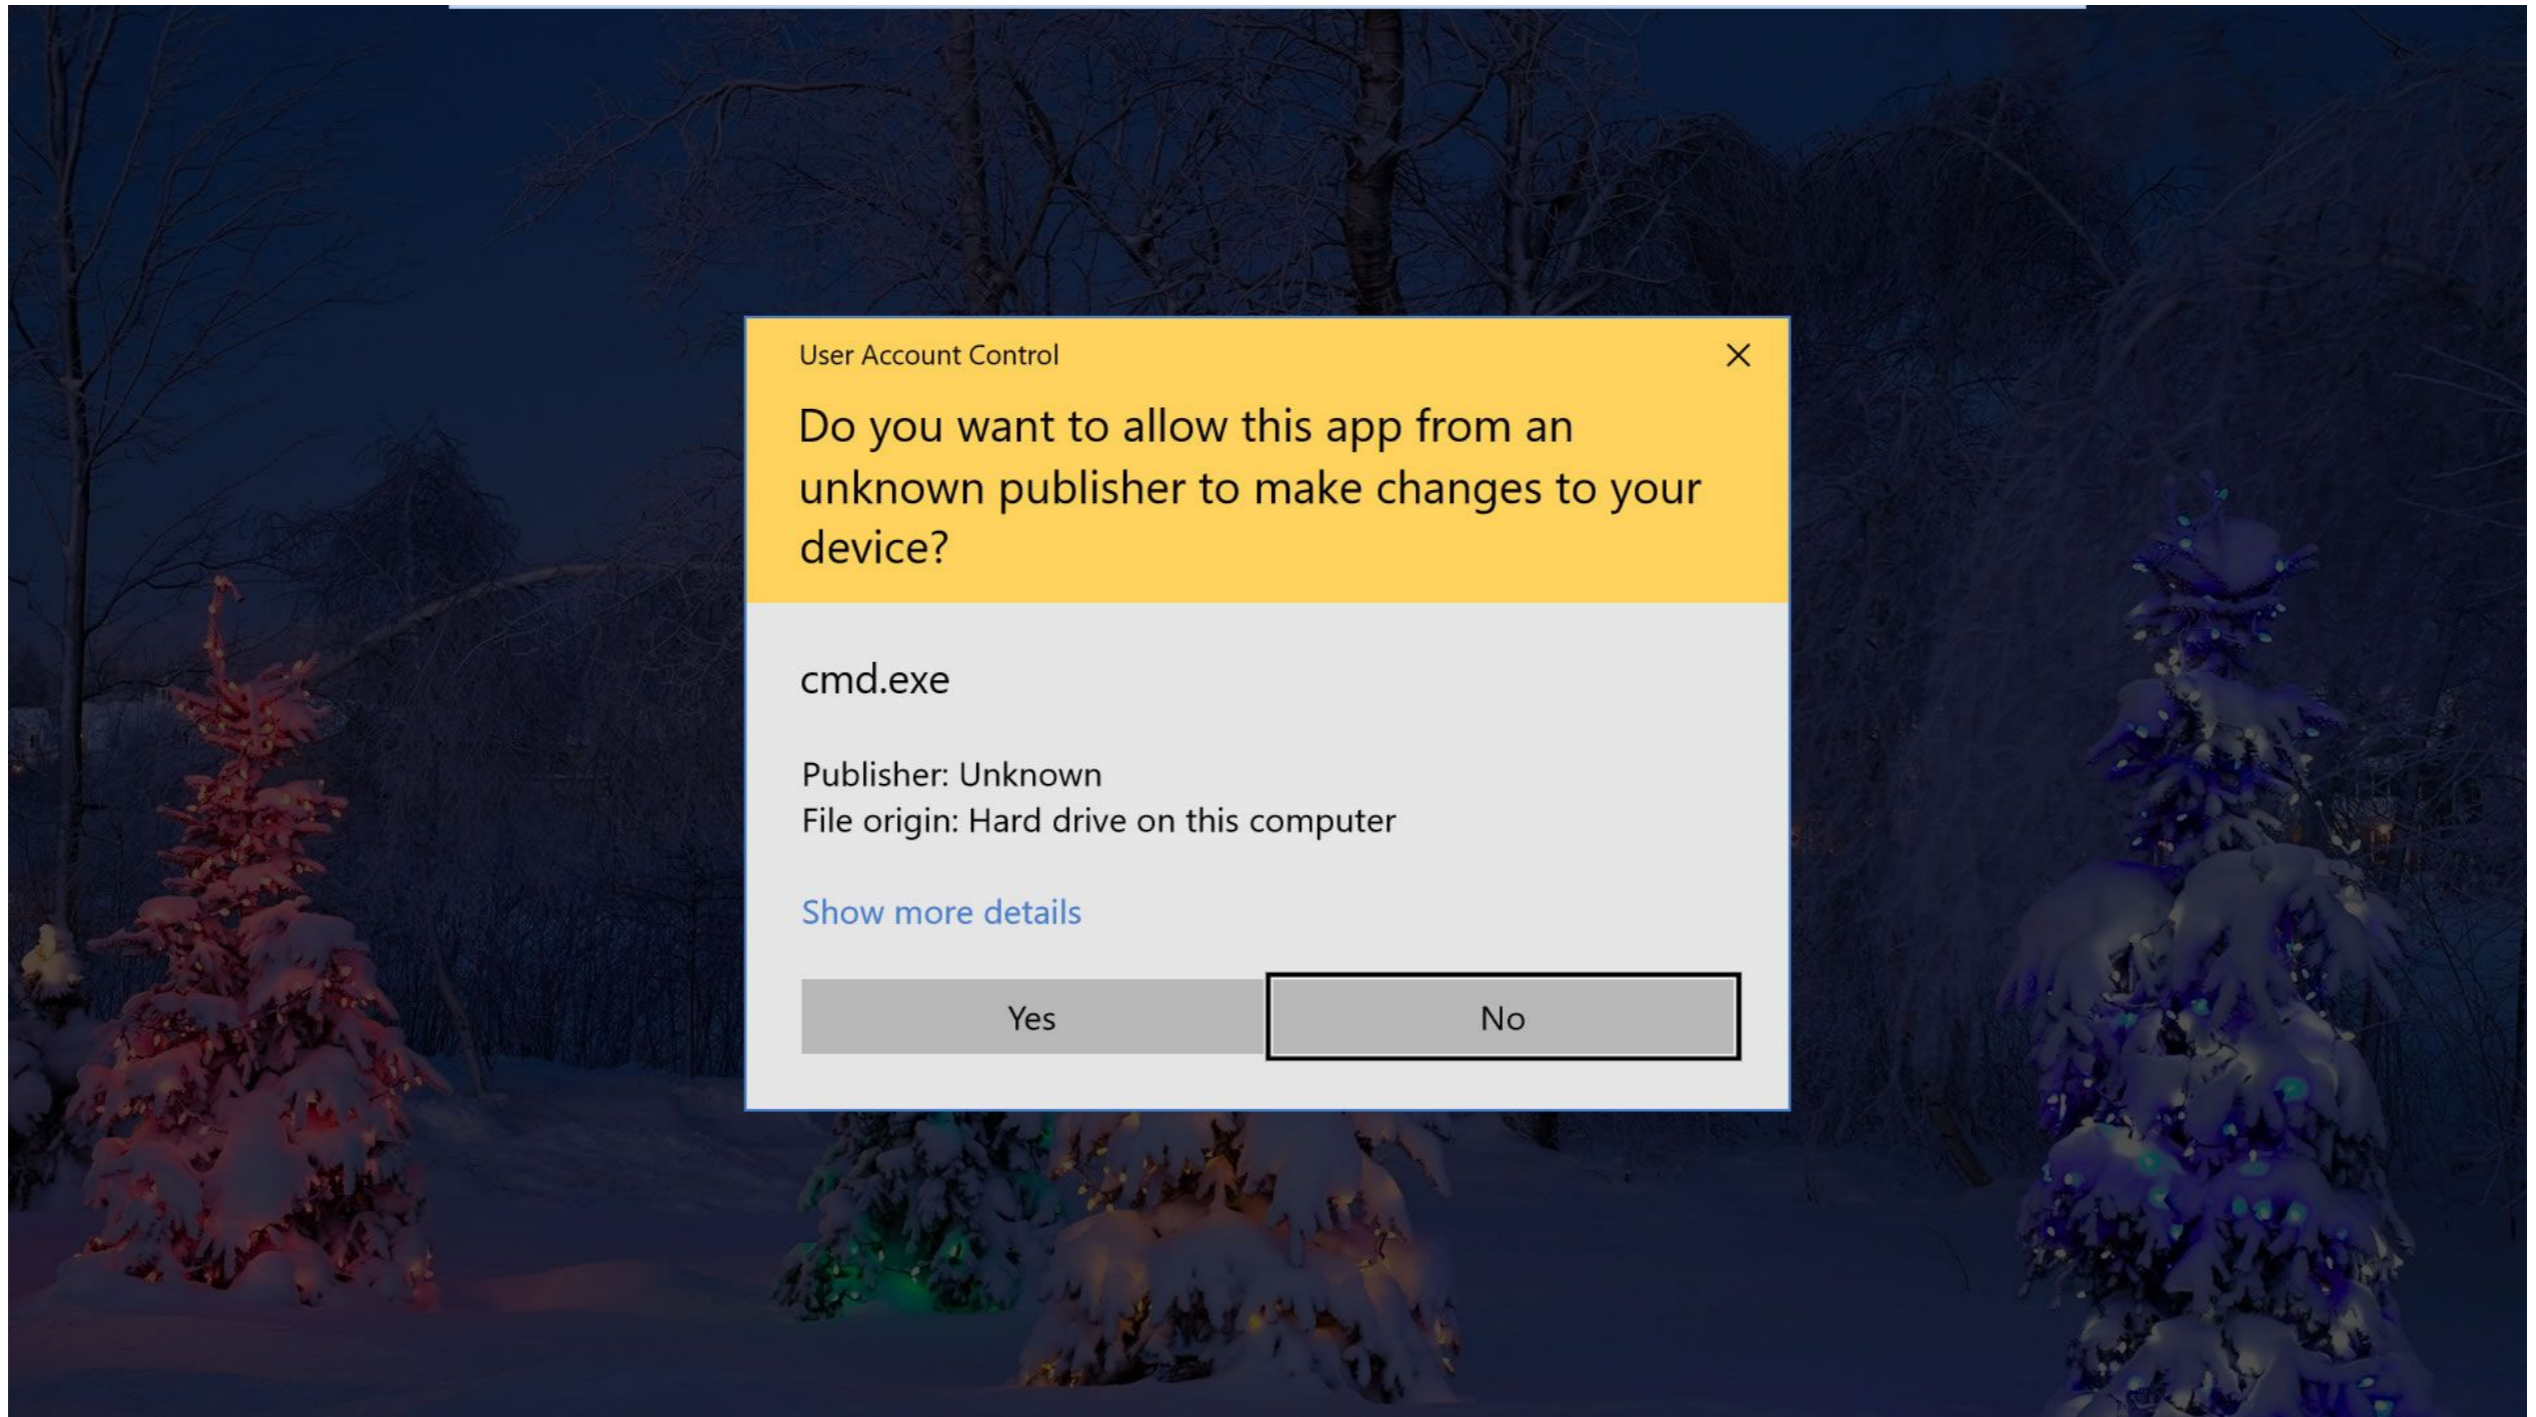 User Account Control
Do you want to allow this app from an
unknown publisher to make changes to your
device?
cmd.exe
Publisher: Unknown
File origin: Hard drive on this computer
Show more details
Yes
No